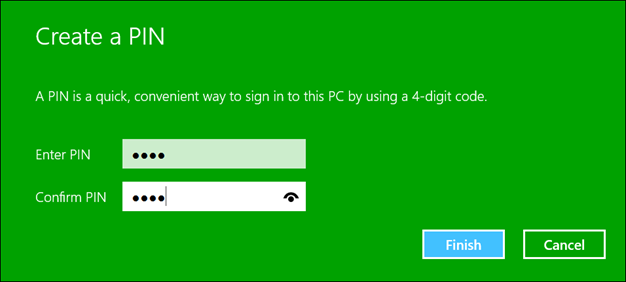 Create a PIN
A PIN is a quick, convenient way to sign in to this PC by using a 4-digit code.
Enter PIN ●●●●
Confirm PIN ●●●●
Finish Cancel